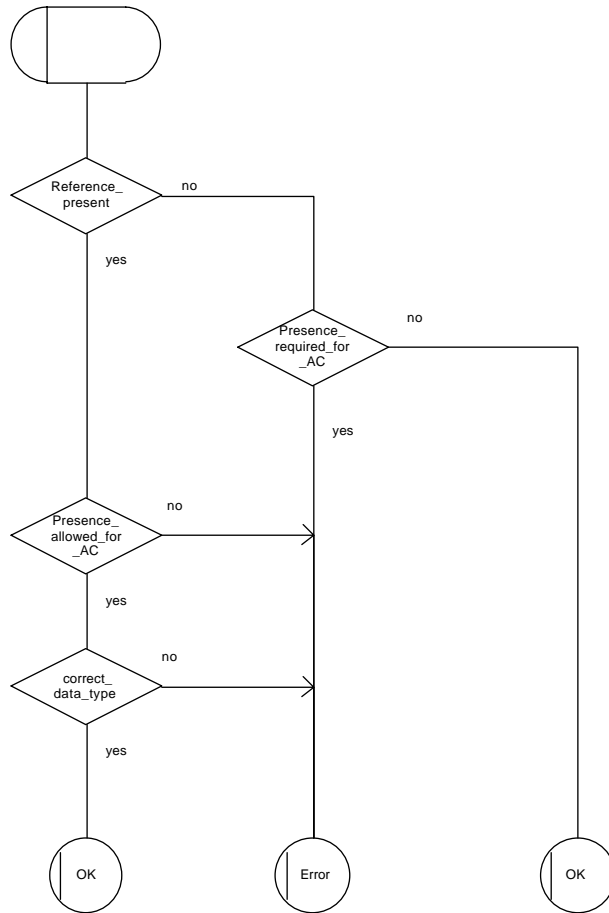 Reference_
present
no
yes
Presence_
required_for
_AC
no
yes
Presence_
allowed_for
_AC
no
yes
correct_
data_type
no
yes
OK
Error
OK